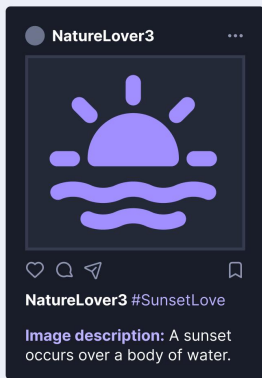 NatureLover3
NatureLover3 #SunsetLove
Image description: A sunset
occurs over a body of water.